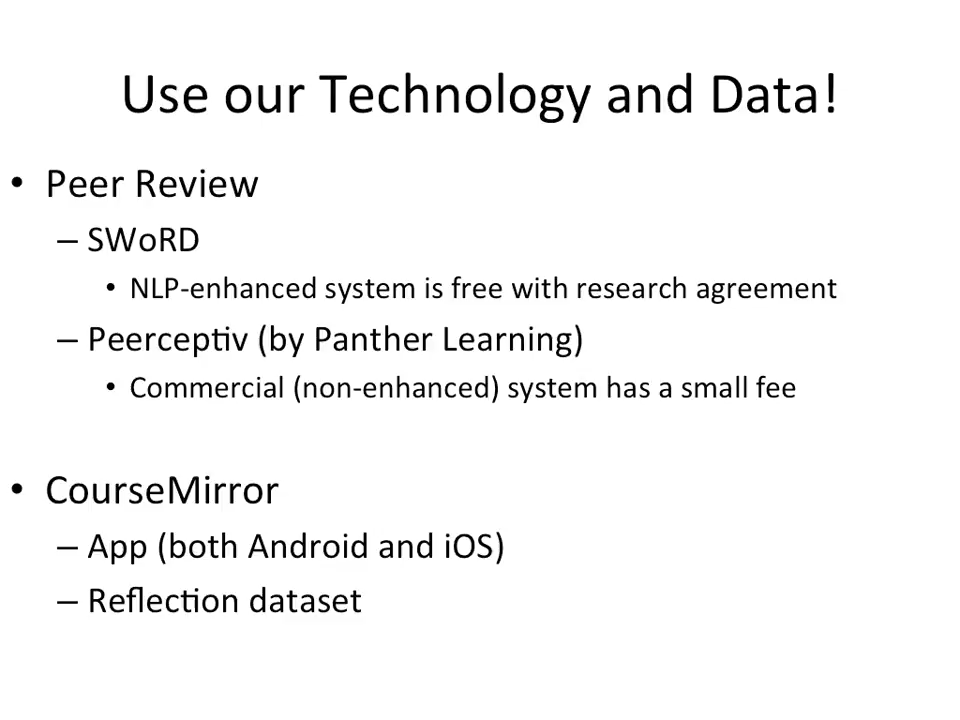 Use our Technology and Data!
• Peer Review
– SWoRD
• NLP-enhanced system is free with research agreement
– Peerceptiv (by Panther Learning)
• Commercial (non-enhanced) system has a small fee
• CourseMirror
– App (both Android and iOS)
– Reflection dataset